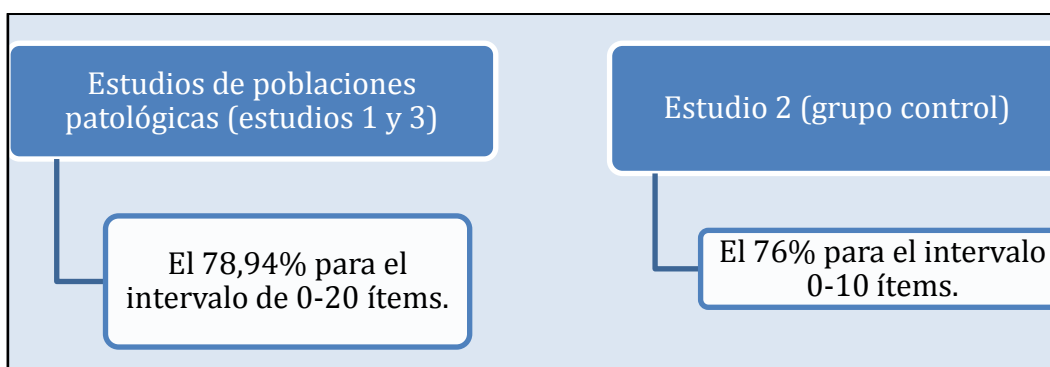 Estudios de poblaciones
patológicas (estudios 1 y 3)
El 78,94% para el
intervalo de 0-20 ítems.
Estudio 2 (grupo control)
El 76% para el intervalo
0-10 ítems.